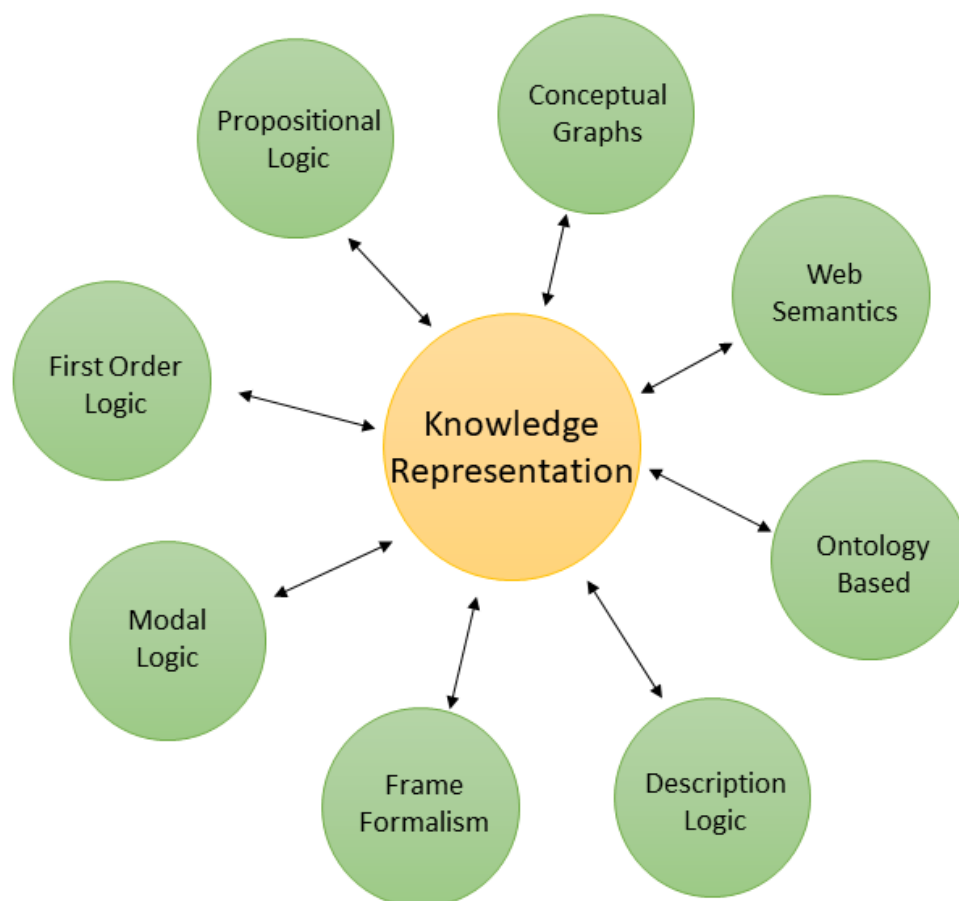 Propositional
Logic
Conceptual
Graphs
Web
Semantics
First Order
Logic
Knowledge
Representation
Ontology
Based
Modal
Logic
Frame
Formalism
Description
Logic